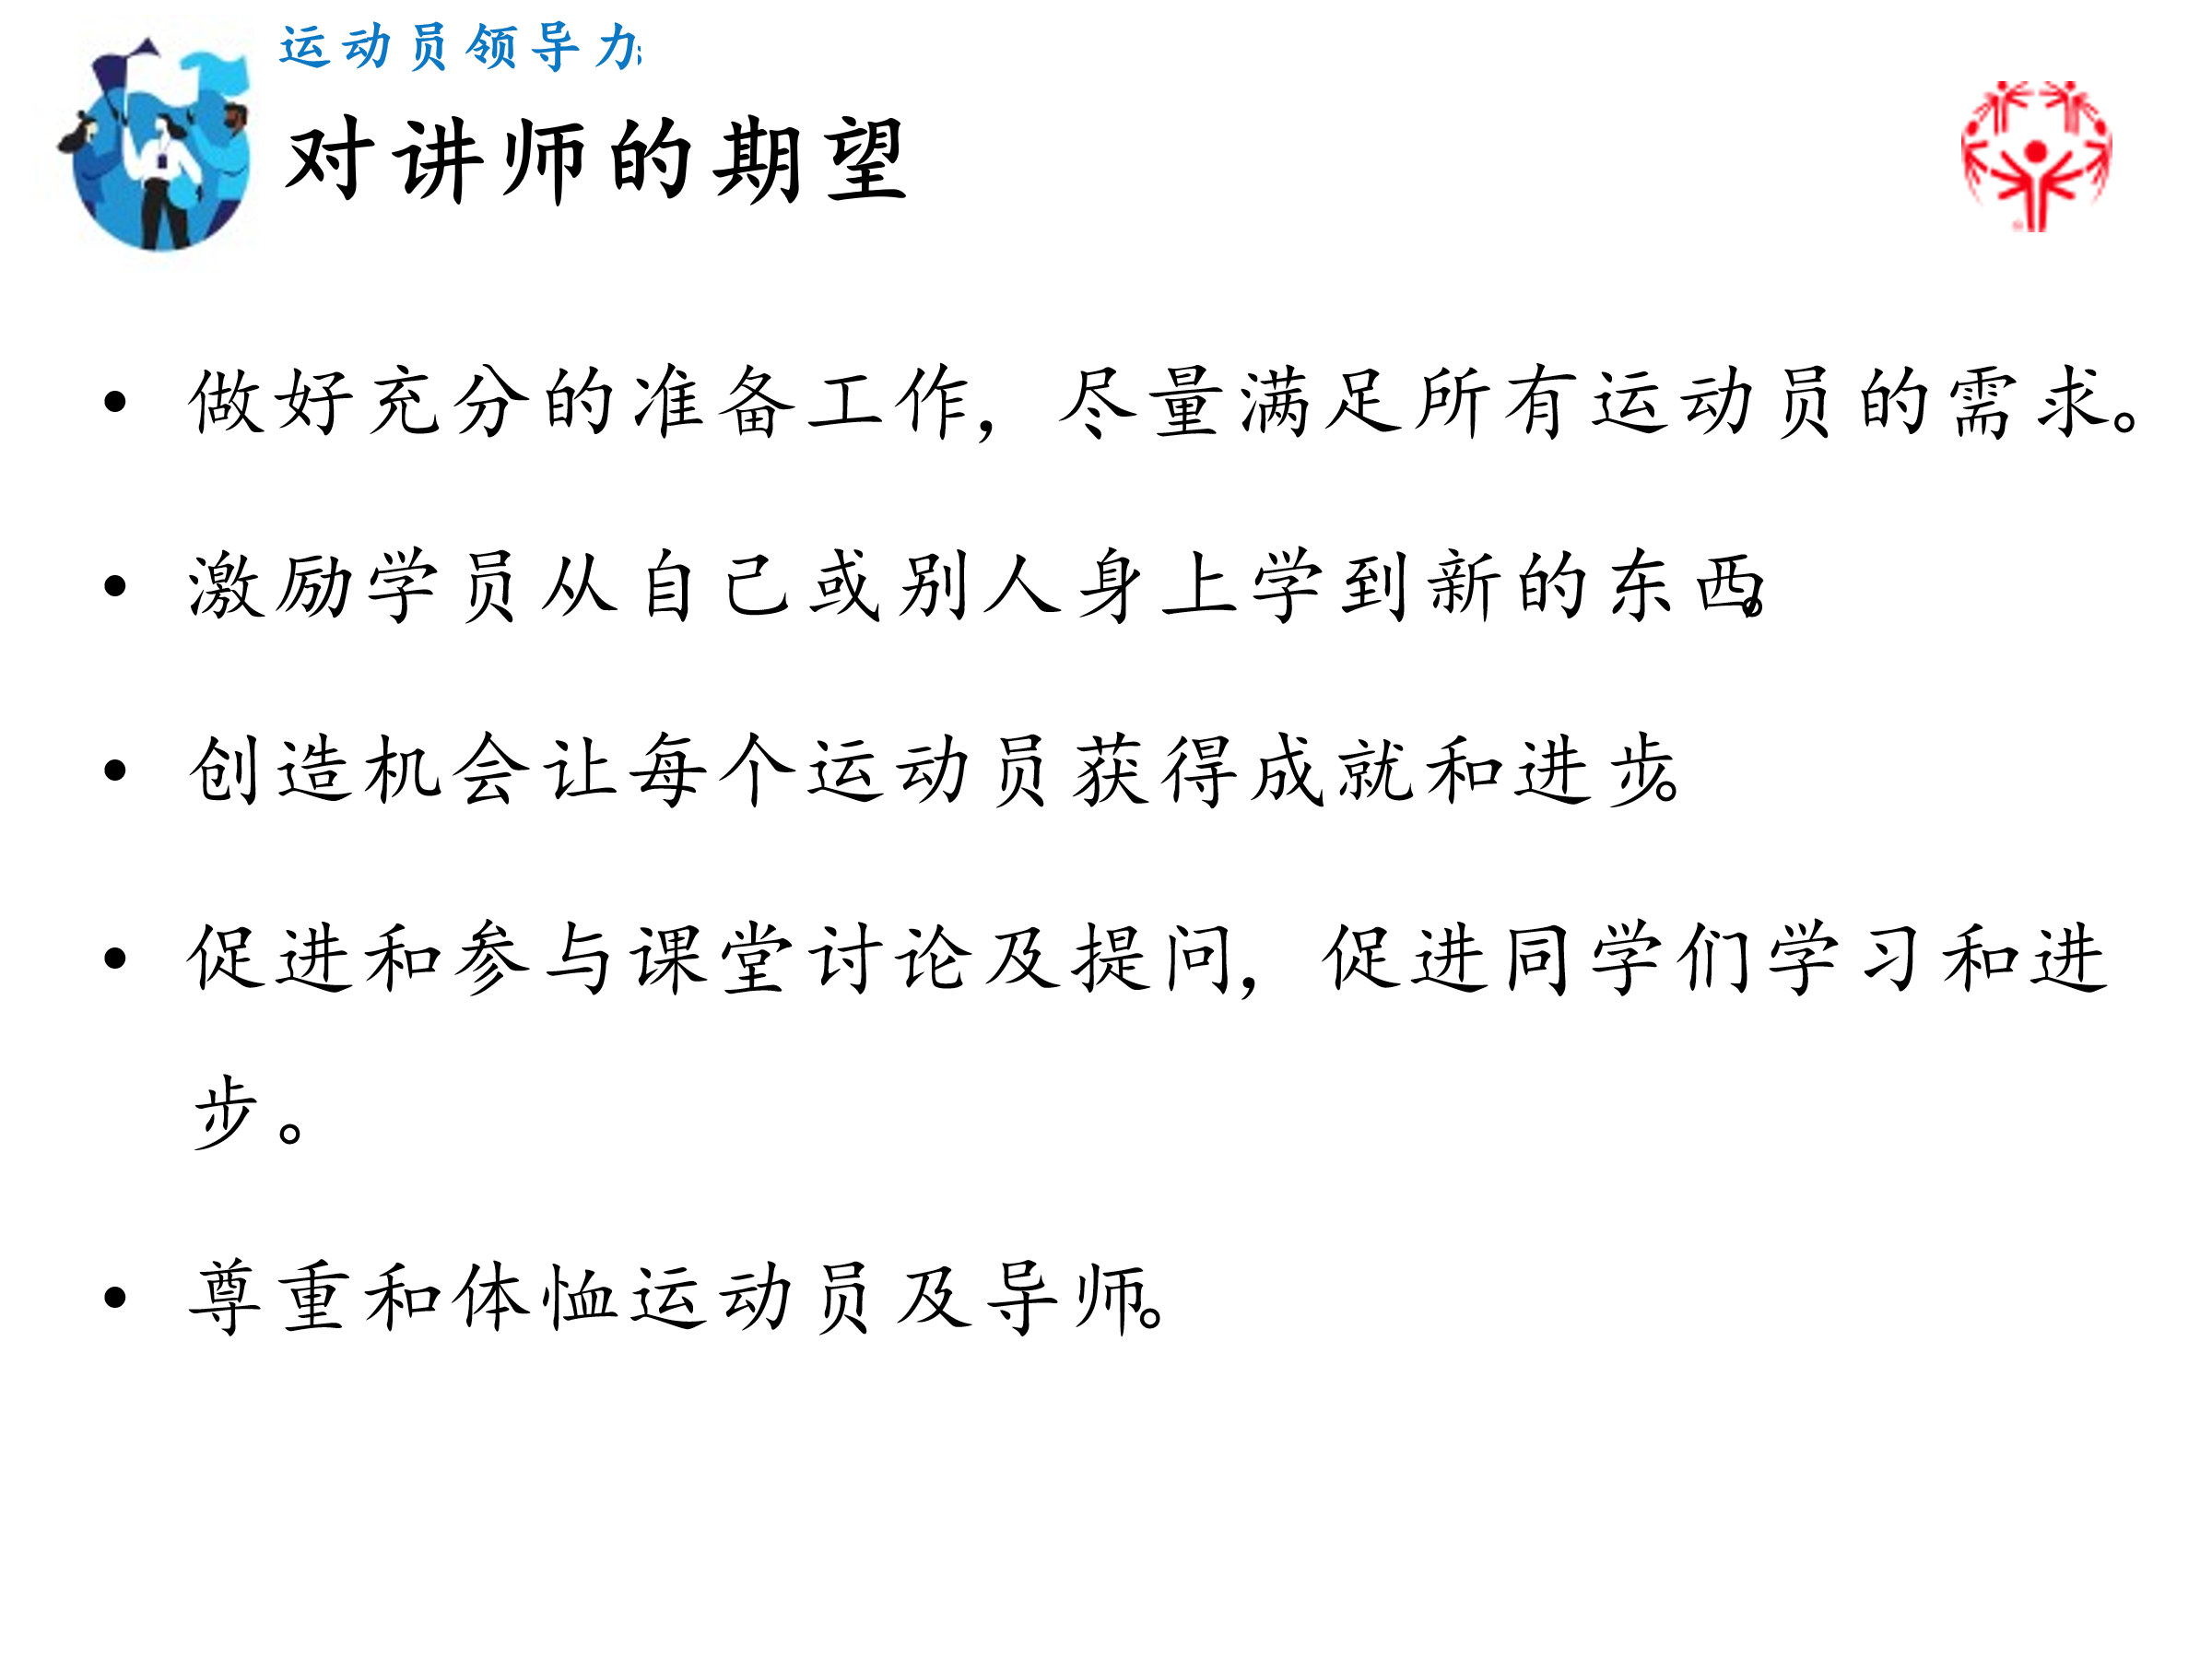 运动员领导力
对讲师的期望
• 做好充分的准备工作，尽量满足所有运动员的需求。
• 激励学员从自己或别人身上学到新的东西。
• 创造机会让每个运动员获得成就和进步。
• 促进和参与课堂讨论及提问，促进同学们学习和进
步。
• 尊重和体恤运动员及导师。